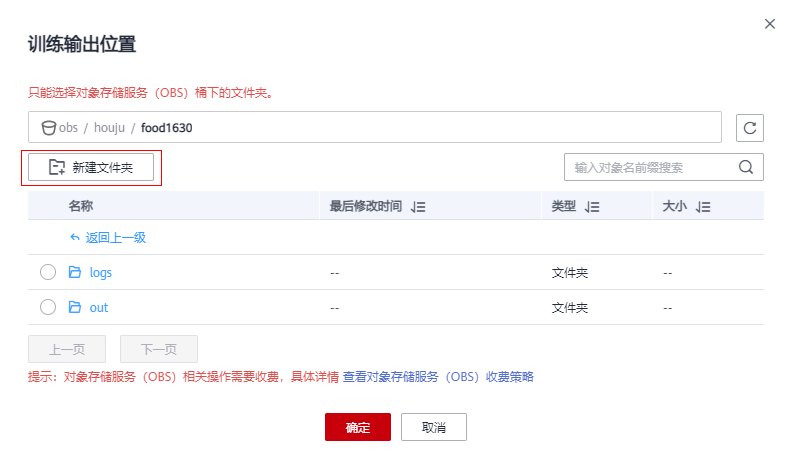 训练输出位置
只能选择对象存储服务（OBS）桶下的文件夹。
obs / houju / food1630
新建文件夹 输入对象名前缀搜索
名称 最后修改时间 类型 大小
返回上一级
logs -- 文件夹 --
out -- 文件夹 --
上一页 下一页
提示：对象存储服务（OBS）相关操作需要收费，具体详情 查看对象存储服务（OBS）收费策略
确定 取消